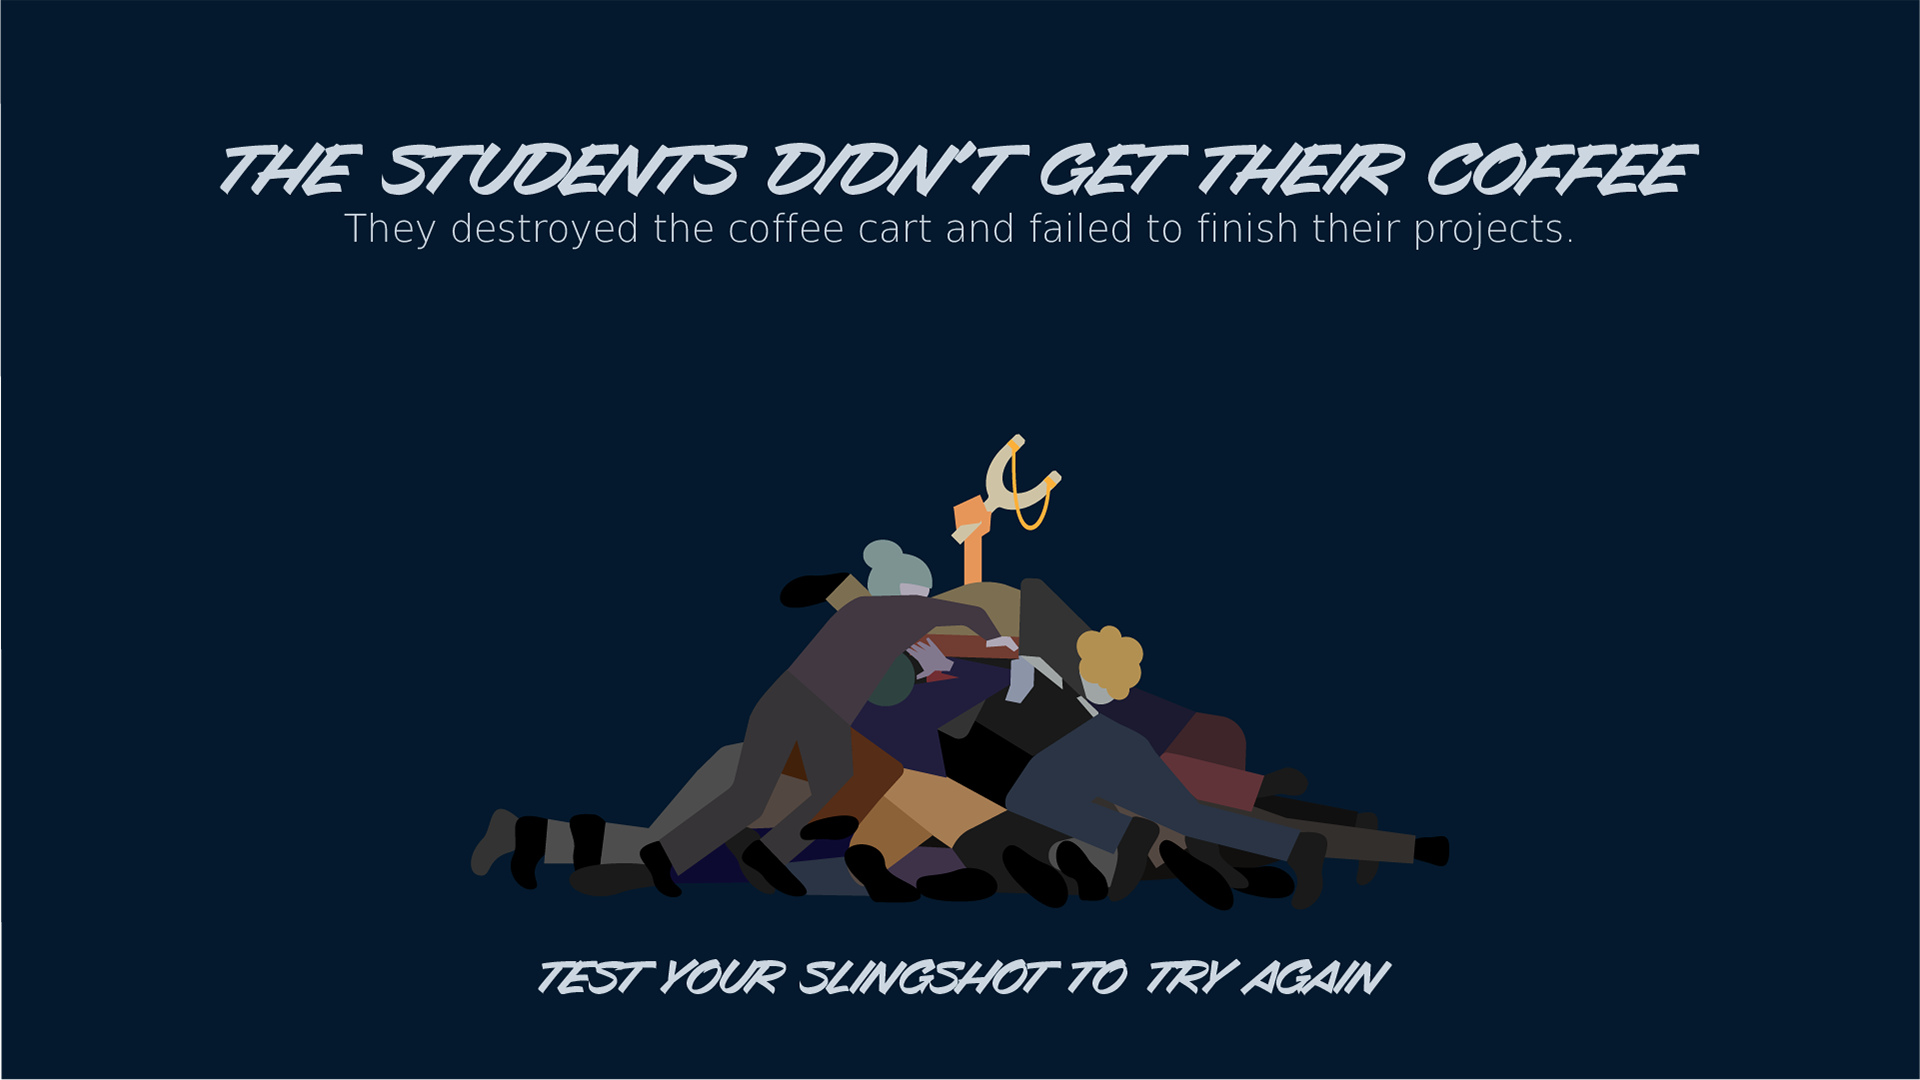 THE STUDENTS DIDN'T GET THEIR COFFEE
They destroyed the coffee cart and failed to finish their projects.
TEST YOUR SLINGSHOT TO TRY AGAIN